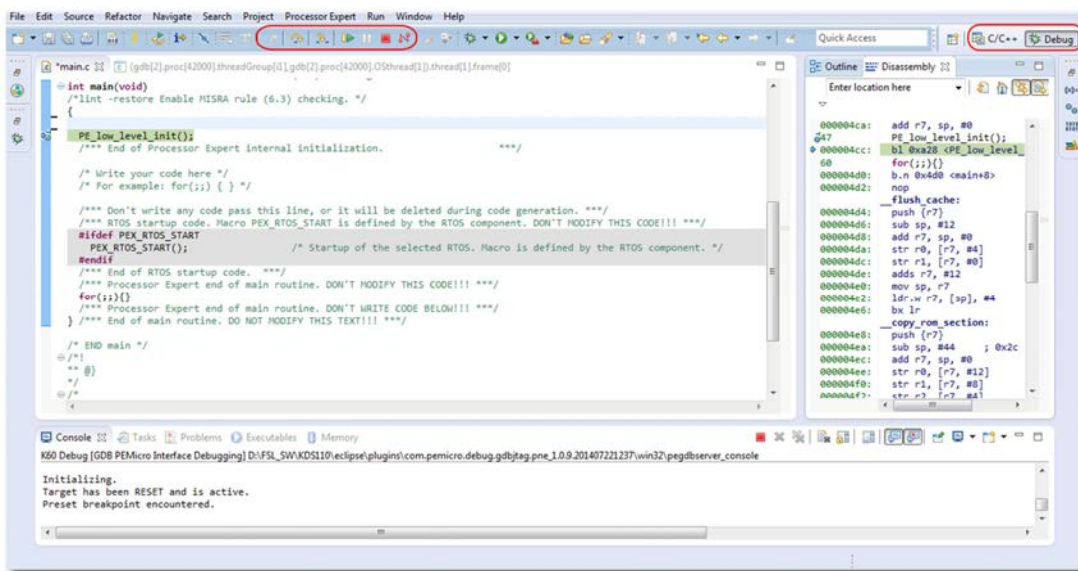 File Edit Source Refactor Navigate Search Project Processor Expert Run Window Help
Quick Access
C/C++
Debug
*main.c
(gdb[2].proc[42000].threadGroup[i1],gdb[2].proc[42000].OSthread[1]).thread[1].frame[0]
int main(void)
/*lint -restore Enable MISRA rule (6.3) checking. */
{
PE_low_level_init();
/*** End of Processor Expert internal initialization. ***/
/* Write your code here */
/* For example: for(;;) { } */
/*** Don't write any code pass this line, or it will be deleted during code generation. ***/
/*** RTOS startup code. Macro PEX_RTOS_START is defined by the RTOS component. DON'T MODIFY THIS CODE!!! ***/
#ifdef PEX_RTOS_START
PEX_RTOS_START(); /* Startup of the selected RTOS. Macro is defined by the RTOS component. */
#endif
/*** End of RTOS startup code. ***/
/*** Processor Expert end of main routine. DON'T MODIFY THIS CODE!!! ***/
for(;;){}
/*** Processor Expert end of main routine. DON'T WRITE CODE BELOW!!! ***/
} /*** End of main routine. DO NOT MODIFY THIS TEXT!!! ***/
/* END main */
/*!
** @}
*/
/*
Outline Disassembly
Enter location here
000004ca: add r7, sp, #0
47 PE_low_level_init();
000004cc: bl 0xa28 <PE_low_level_
60 for(;;){}
000004d0: b.n 0x4d0 <main+8>
000004d2: nop
__flush_cache:
000004d4: push {r7}
000004d6: sub sp, #12
000004d8: add r7, sp, #0
000004da: str r0, [r7, #4]
000004dc: str r1, [r7, #0]
000004de: adds r7, #12
000004e0: mov sp, r7
000004e2: ldr.w r7, [sp], #4
000004e6: bx lr
__copy_rom_section:
000004e8: push {r7}
000004ea: sub sp, #44 ; 0x2c
000004ec: add r7, sp, #0
000004ee: str r0, [r7, #12]
000004f0: str r1, [r7, #8]
000004f2: str r2, [r7, #4]
Console Tasks Problems Executables Memory
K60 Debug [GDB PEMicro Interface Debugging] D:\FSL_SW\KDS110\eclipse\plugins\com.pemicro.debug.gdbjtag.pne_1.0.9.201407221237\win32\pegdbserver_console
Initializing.
Target has been RESET and is active.
Preset breakpoint encountered.